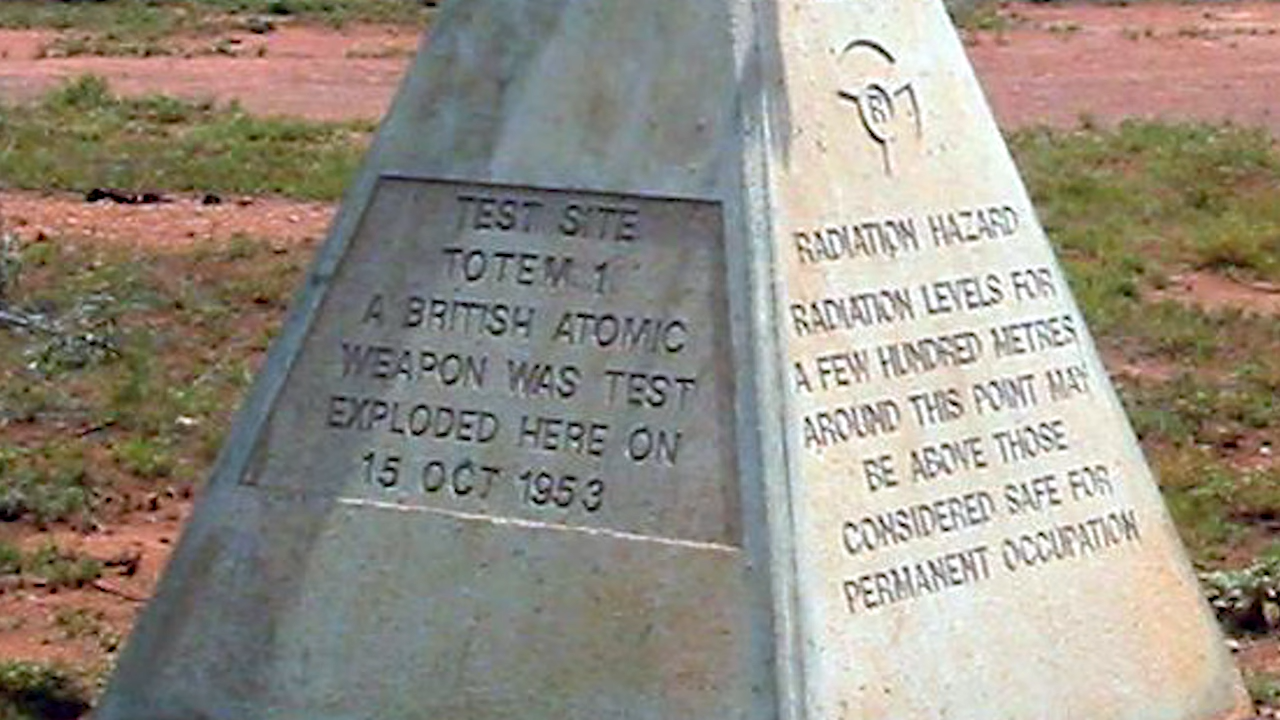 TEST SITE
TOTEM 1
A BRITISH ATOMIC
WEAPON WAS TEST
EXPLODED HERE ON
15 OCT 1953
R
RADIATION HAZARD
RADIATION LEVELS FOR
A FEW HUNDRED METRES
AROUND THIS POINT MAY
BE ABOVE THOSE
CONSIDERED SAFE FOR
PERMANENT OCCUPATION